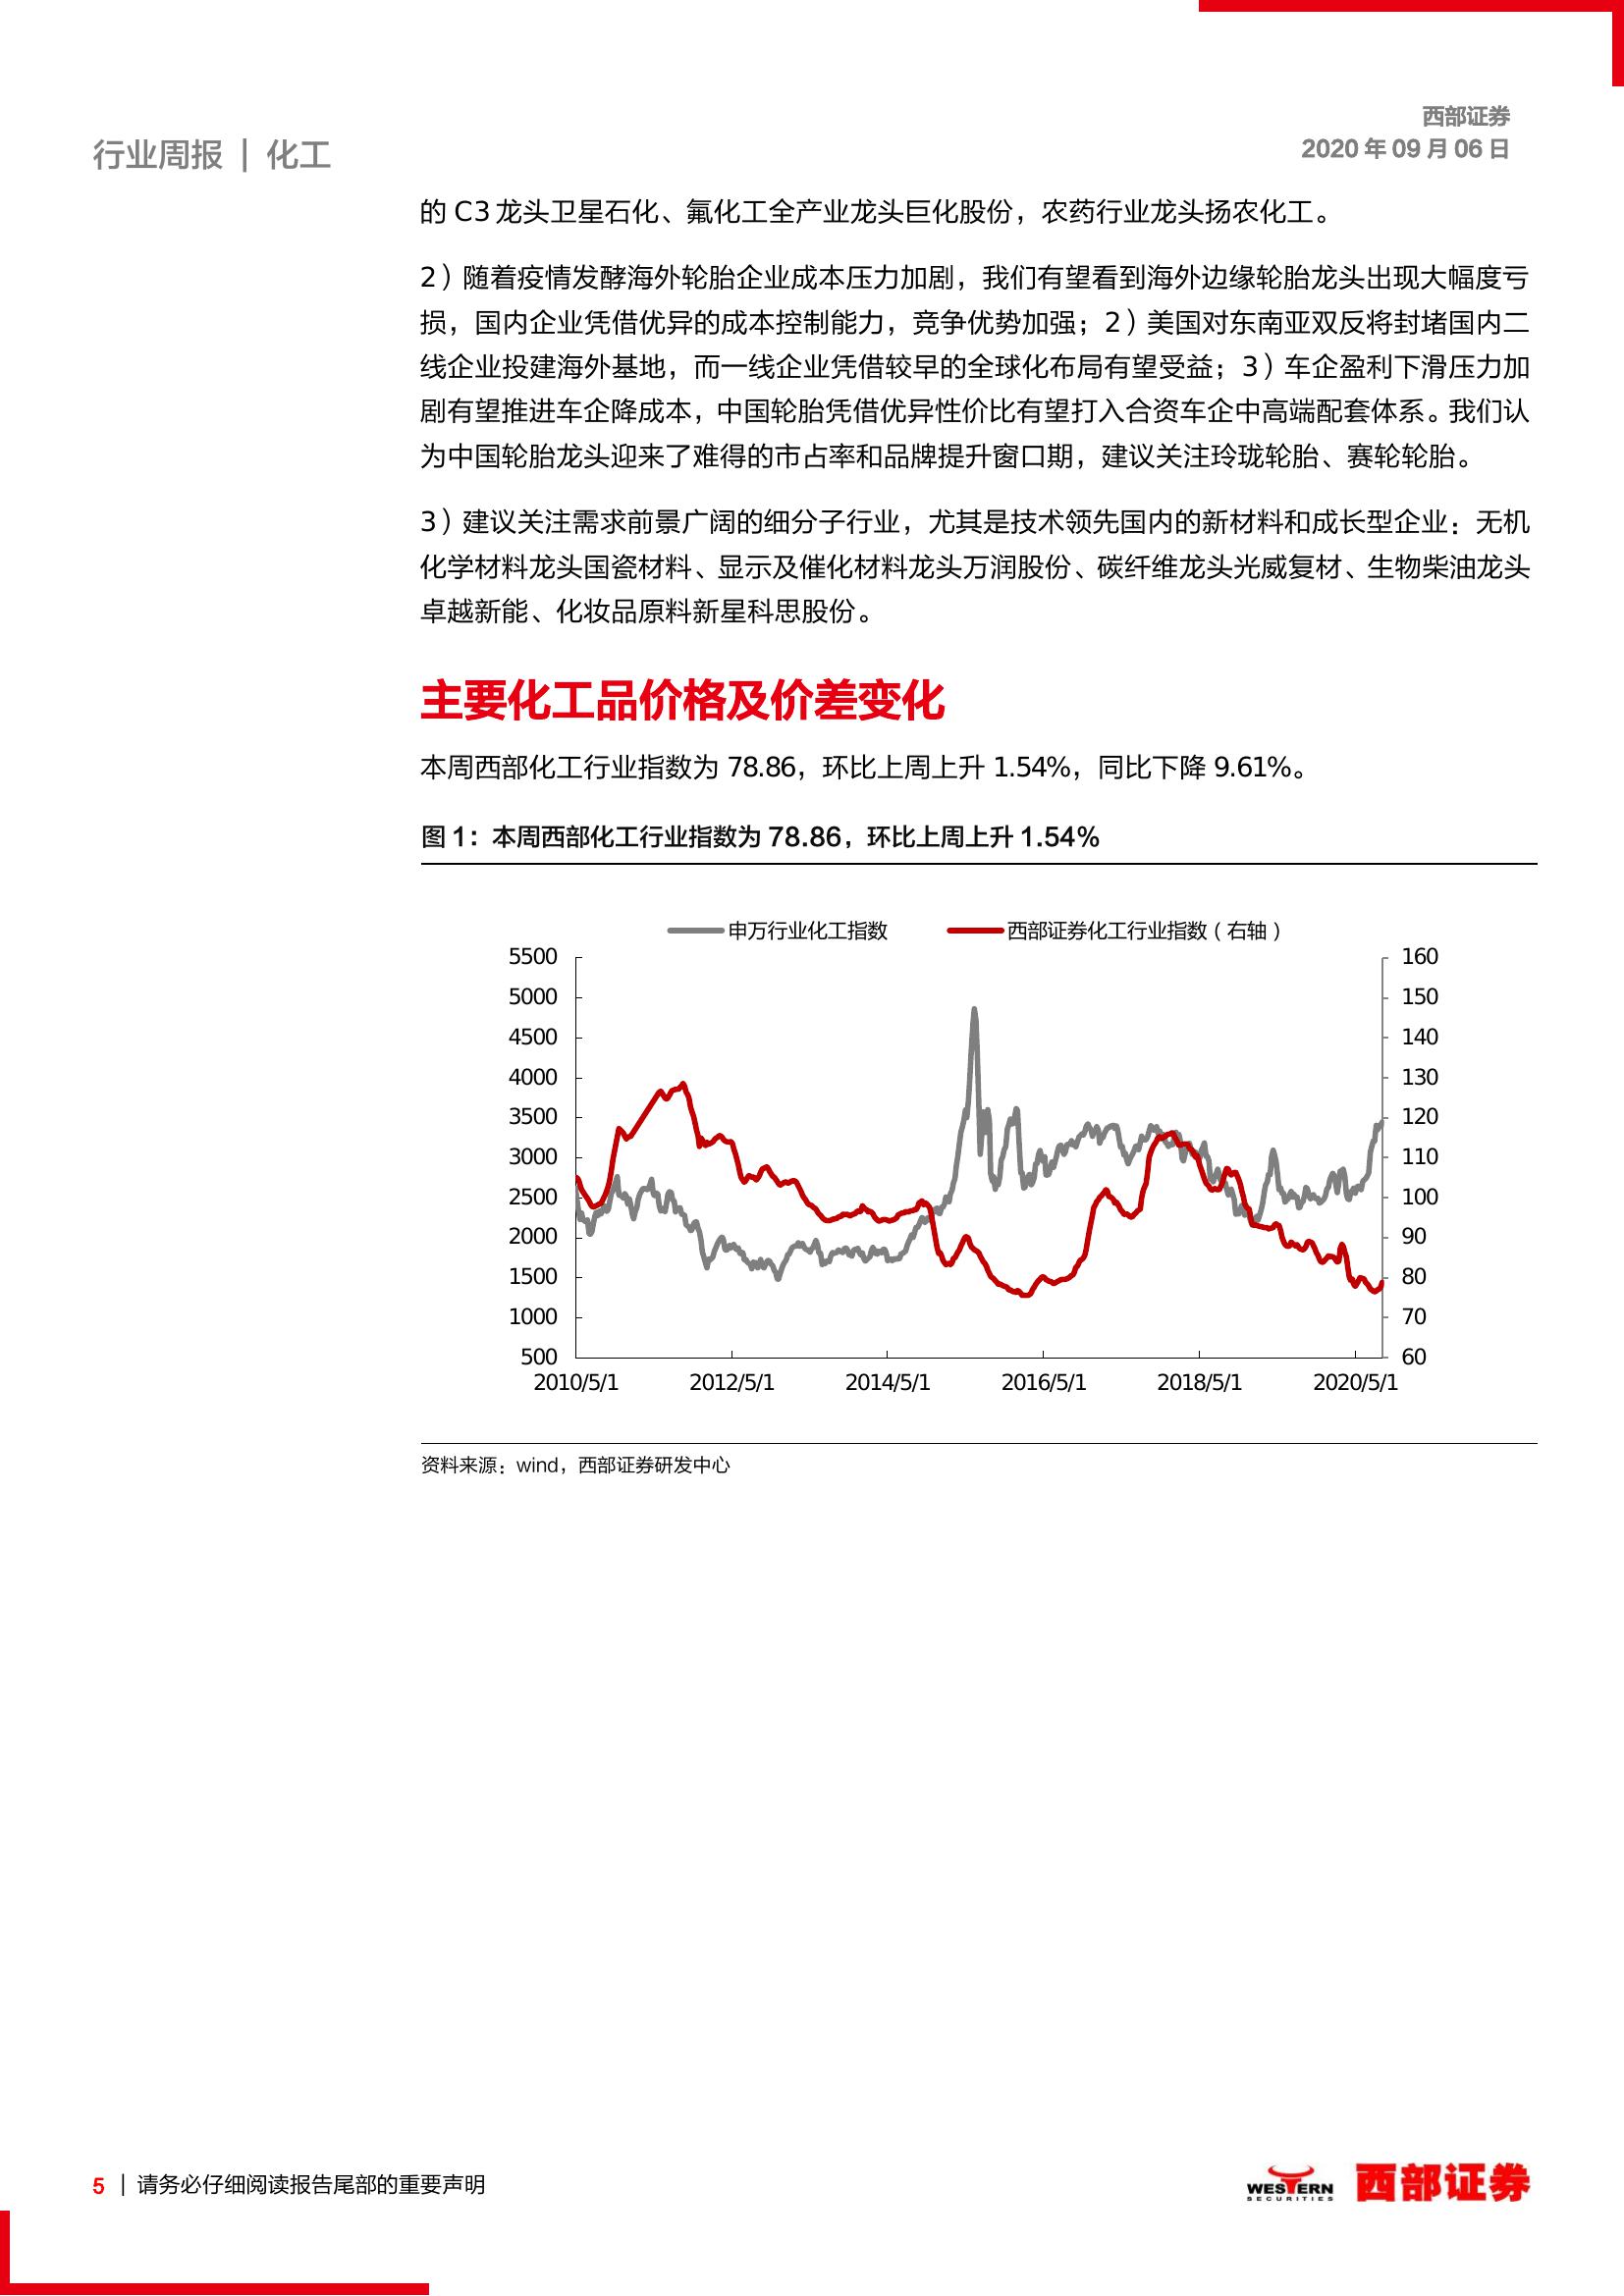 西部证券
行业周报 | 化工
2020 年 09 月 06 日
的 C3 龙头卫星石化、氟化工全产业龙头巨化股份，农药行业龙头扬农化工。
2）随着疫情发酵海外轮胎企业成本压力加剧，我们有望看到海外边缘轮胎龙头出现大幅度亏
损，国内企业凭借优异的成本控制能力，竞争优势加强；2）美国对东南亚双反将封堵国内二
线企业投建海外基地，而一线企业凭借较早的全球化布局有望受益；3）车企盈利下滑压力加
剧有望推进车企降成本，中国轮胎凭借优异性价比有望打入合资车企中高端配套体系。我们认
为中国轮胎龙头迎来了难得的市占率和品牌提升窗口期，建议关注玲珑轮胎、赛轮轮胎。
3）建议关注需求前景广阔的细分子行业，尤其是技术领先国内的新材料和成长型企业：无机
化学材料龙头国瓷材料、显示及催化材料龙头万润股份、碳纤维龙头光威复材、生物柴油龙头
卓越新能、化妆品原料新星科思股份。
主要化工品价格及价差变化
本周西部化工行业指数为 78.86，环比上周上升 1.54%，同比下降 9.61%。
图 1：本周西部化工行业指数为 78.86，环比上周上升 1.54%
申万行业化工指数 西部证券化工行业指数（右轴）
5500 160
5000 150
4500 140
4000 130
3500 120
3000 110
2500 100
2000 90
1500 80
1000 70
500 60
2010/5/1 2012/5/1 2014/5/1 2016/5/1 2018/5/1 2020/5/1
资料来源：wind，西部证券研发中心
5 | 请务必仔细阅读报告尾部的重要声明
WESTERN
SECURITIES
西部证券